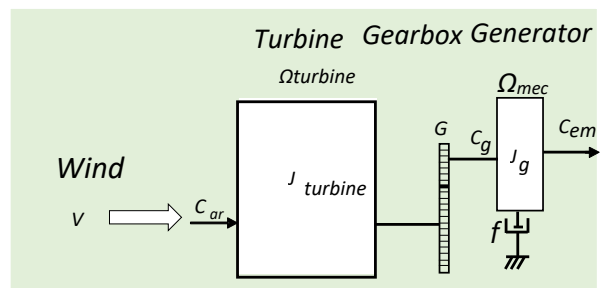 Turbine Gearbox Generator
Ωturbine
Ωmec
G
Cg
Cem
Wind
J turbine
Jg
V
Car
f